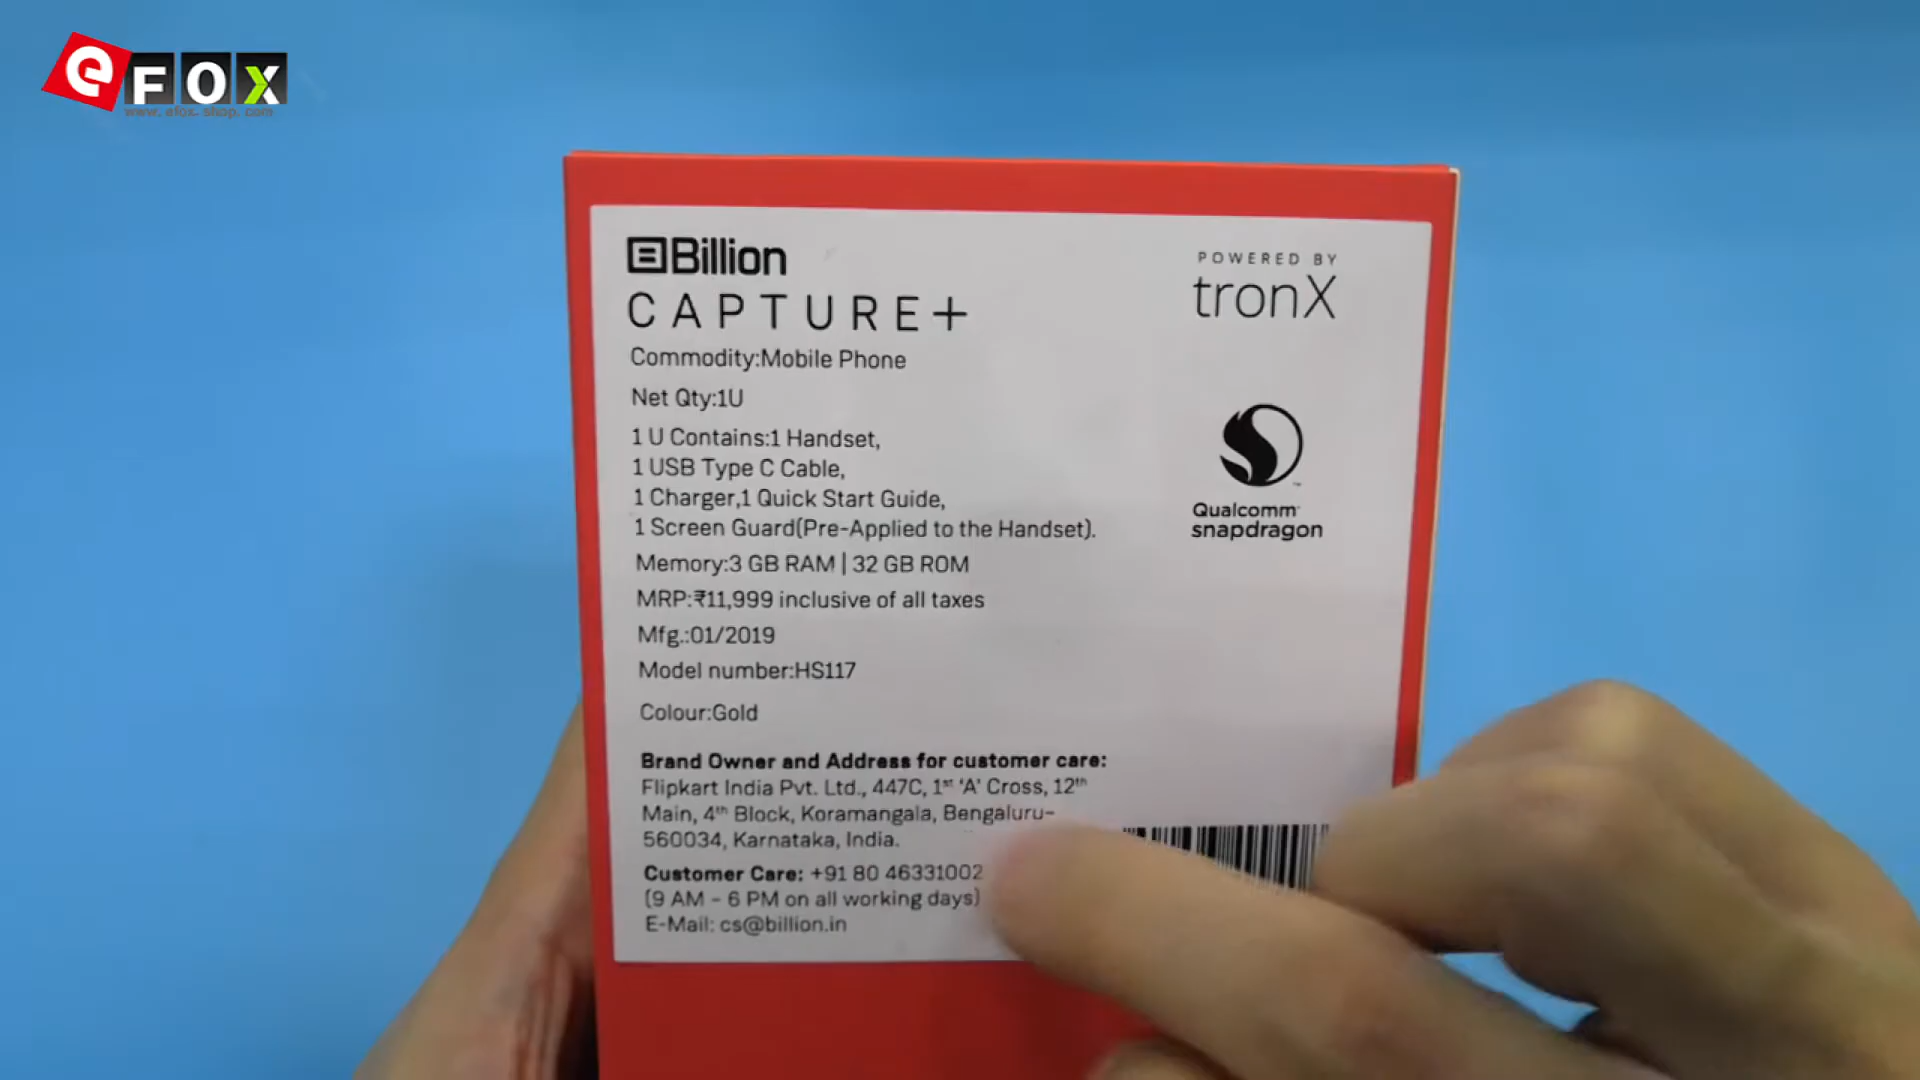 eFOX
www.efox-shop.com
Billion
CAPTURE+
POWERED BY
tronX
Commodity:Mobile Phone
Net Qty:1U
1 U Contains:1 Handset,
1 USB Type C Cable,
1 Charger,1 Quick Start Guide,
1 Screen Guard(Pre-Applied to the Handset).
Qualcomm
snapdragon
Memory:3 GB RAM | 32 GB ROM
MRP:₹11,999 inclusive of all taxes
Mfg.:01/2019
Model number:HS117
Colour:Gold
Brand Owner and Address for customer care:
Flipkart India Pvt. Ltd., 447C, 1st 'A' Cross, 12th
Main, 4th Block, Koramangala, Bengaluru-
560034, Karnataka, India.
Customer Care: +91 80 46331002
(9 AM - 6 PM on all working days)
E-Mail: cs@billion.in